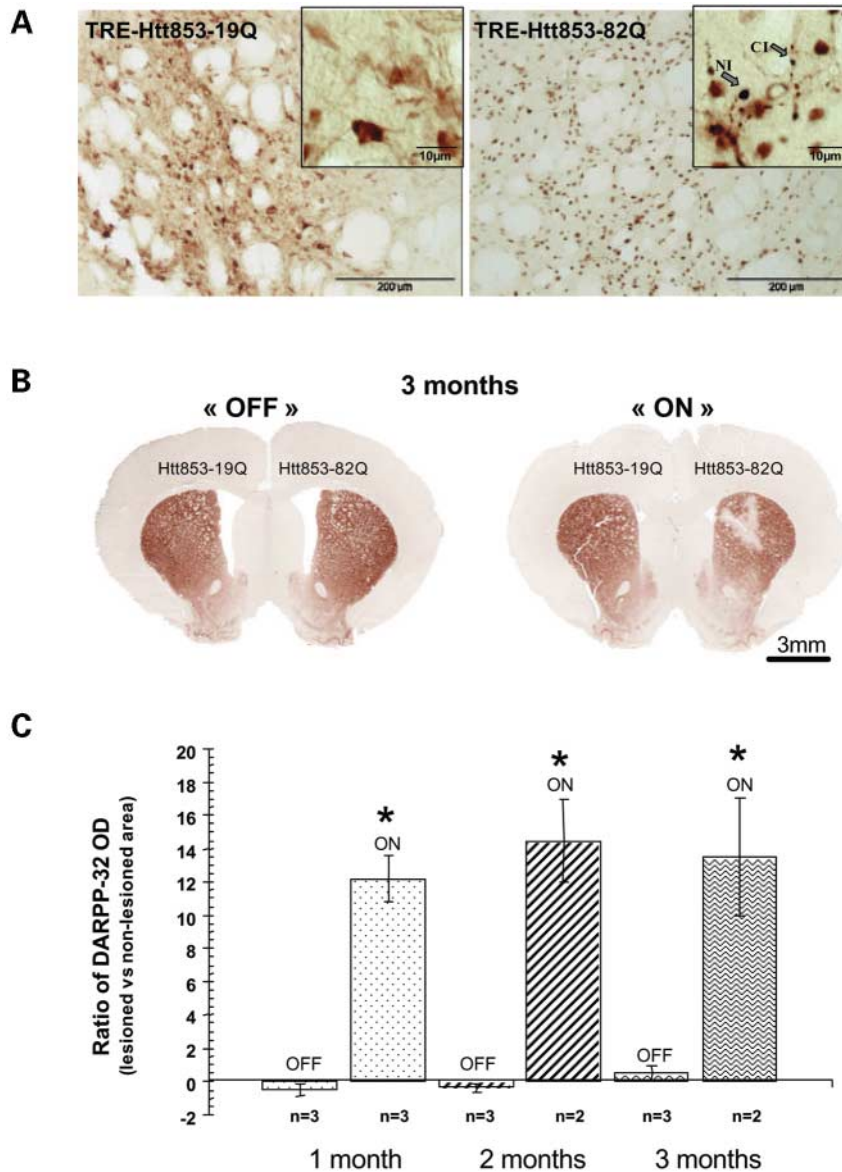 A
TRE-Htt853-19Q
10µm
200 µm
TRE-Htt853-82Q
NI
CI
10µm
200 µm
B
3 months
« OFF »
« ON »
Htt853-19Q
Htt853-82Q
Htt853-19Q
Htt853-82Q
3mm
C
Ratio of DARPP-32 OD
(lesioned vs non-lesioned area)
20
18
16
14
12
10
8
6
4
2
0
-2
OFF
*
ON
OFF
*
ON
OFF
*
ON
n=3
n=3
n=3
n=2
n=3
n=2
1 month
2 months
3 months